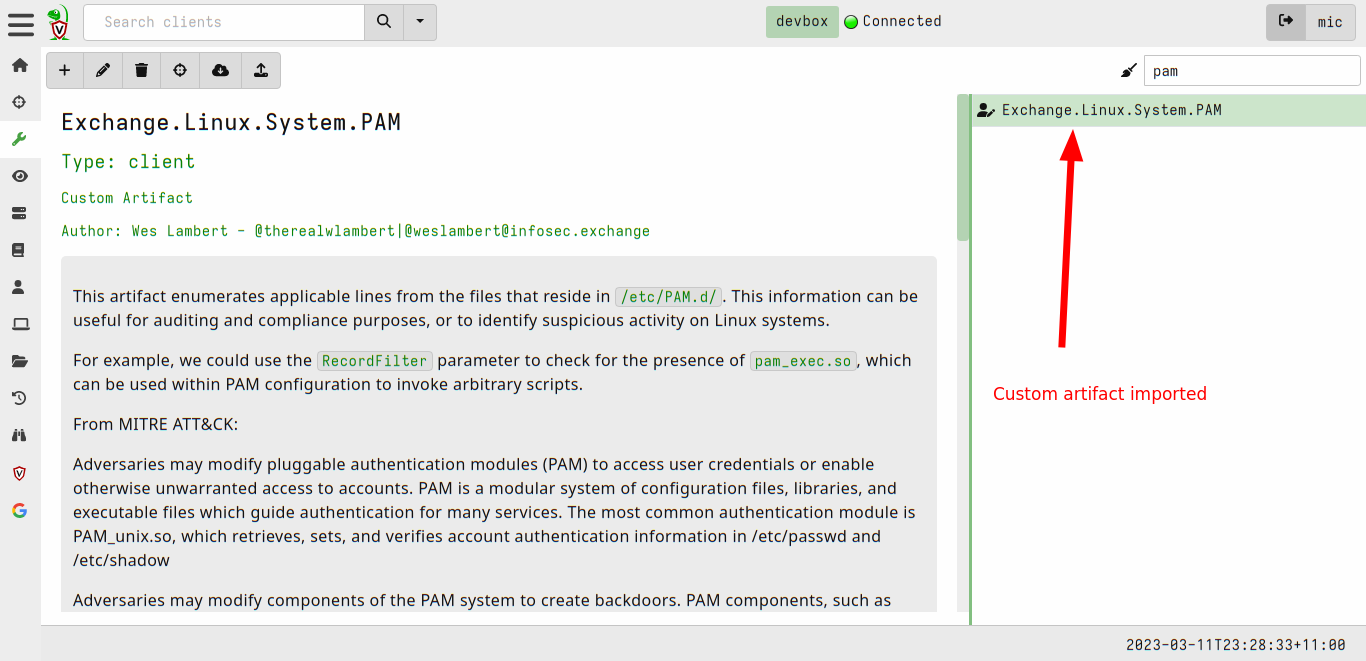 Search clients
devbox
Connected
mic
pam
Exchange.Linux.System.PAM
Type: client
Custom Artifact
Author: Wes Lambert - @therealwlambert|@weslambert@infosec.exchange
This artifact enumerates applicable lines from the files that reside in /etc/PAM.d/. This information can be
useful for auditing and compliance purposes, or to identify suspicious activity on Linux systems.
For example, we could use the RecordFilter parameter to check for the presence of pam_exec.so, which
can be used within PAM configuration to invoke arbitrary scripts.
From MITRE ATT&CK:
Adversaries may modify pluggable authentication modules (PAM) to access user credentials or enable
otherwise unwarranted access to accounts. PAM is a modular system of configuration files, libraries, and
executable files which guide authentication for many services. The most common authentication module is
PAM_unix.so, which retrieves, sets, and verifies account authentication information in /etc/passwd and
/etc/shadow
Adversaries may modify components of the PAM system to create backdoors. PAM components, such as
Exchange.Linux.System.PAM
Custom artifact imported
2023-03-11T23:28:33+11:00